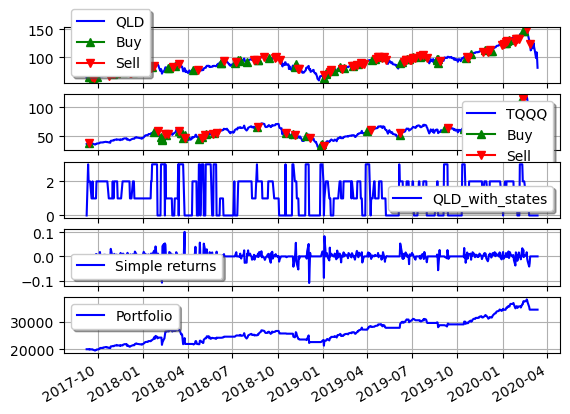 150
100
QLD
Buy
Sell
100
50
TQQQ
Buy
Sell
2
0
QLD_with_states
0.1
0.0
−0.1
Simple returns
30000
20000
Portfolio
2017-10
2018-01
2018-04
2018-07
2018-10
2019-01
2019-04
2019-07
2019-10
2020-01
2020-04